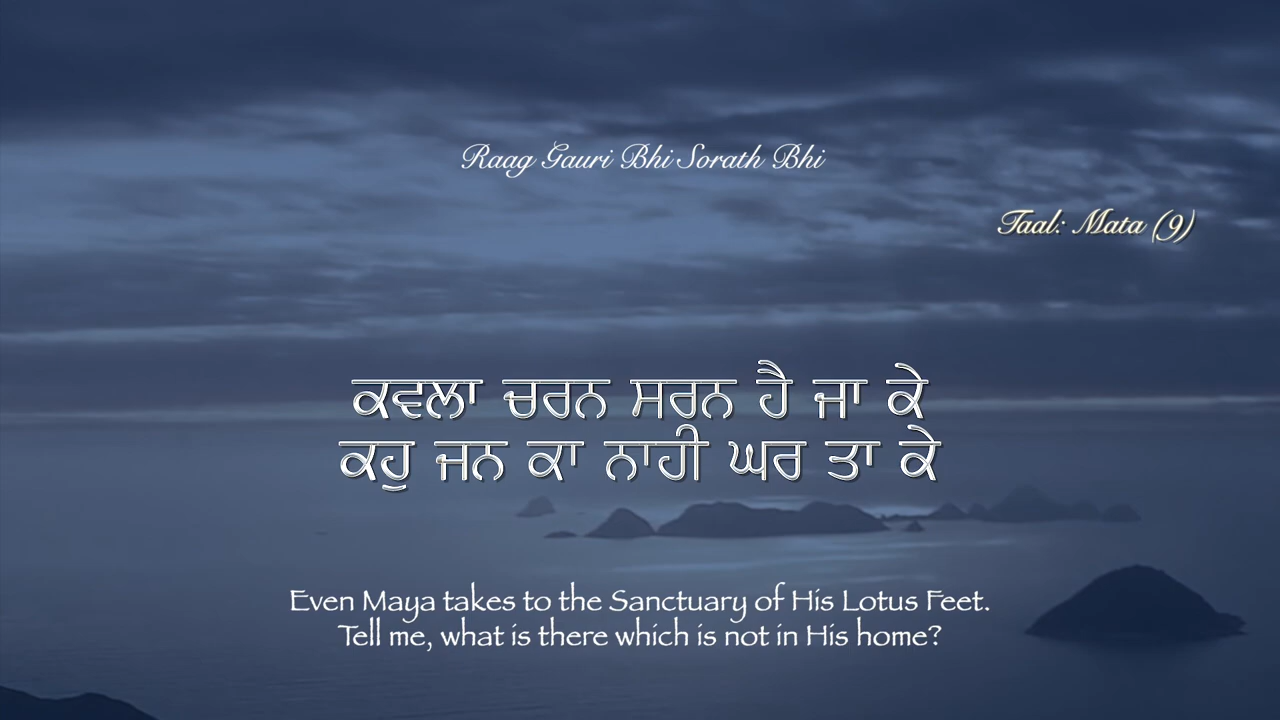 Raag Gauri Bhi Sorath Bhi
Taal: Mata (9)
ਕਵਲਾ ਚਰਨ ਸਰਨ ਹੈ ਜਾ ਕੇ
ਕਹੁ ਜਨ ਕਾ ਨਾਹੀ ਘਰ ਤਾ ਕੇ
Even Maya takes to the Sanctuary of His Lotus Feet.
Tell me, what is there which is not in His home?